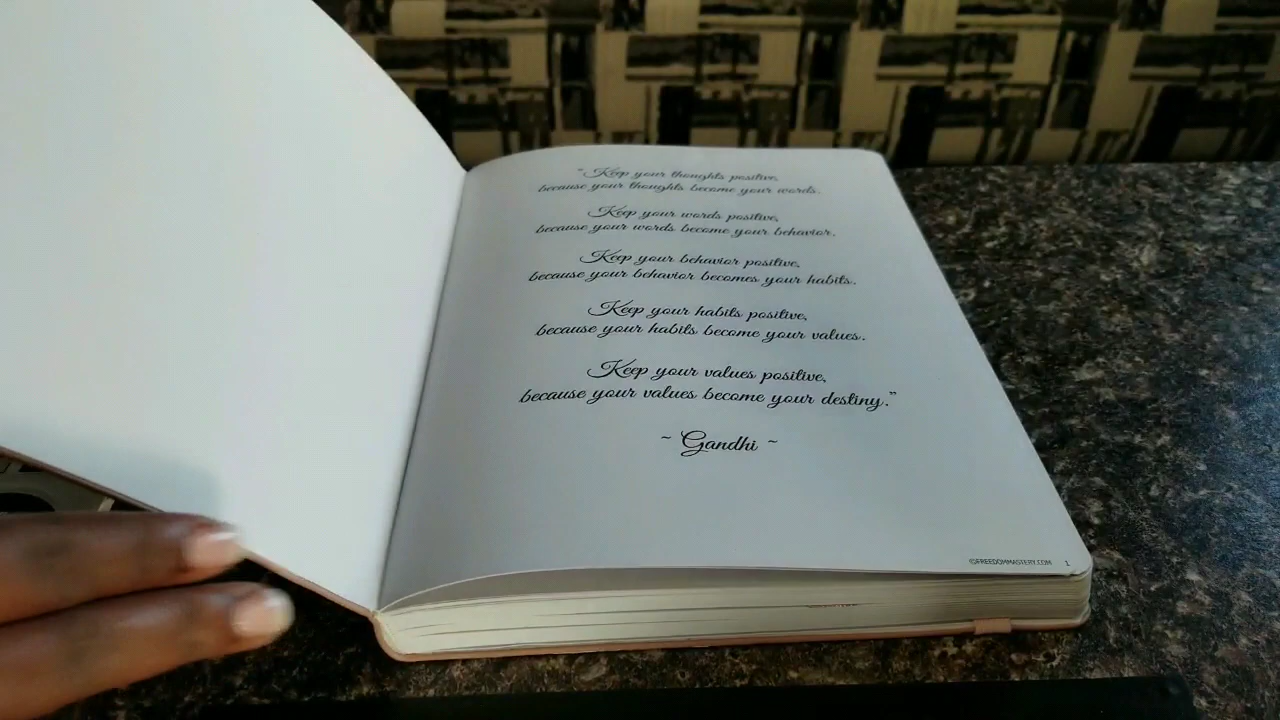 "Keep your thoughts positive,
because your thoughts become your words.
Keep your words positive,
because your words become your behavior.
Keep your behavior positive,
because your behavior becomes your habits.
Keep your habits positive,
because your habits become your values.
Keep your values positive,
because your values become your destiny."
~ Gandhi ~
©FREEDOMMASTERY.COM 1